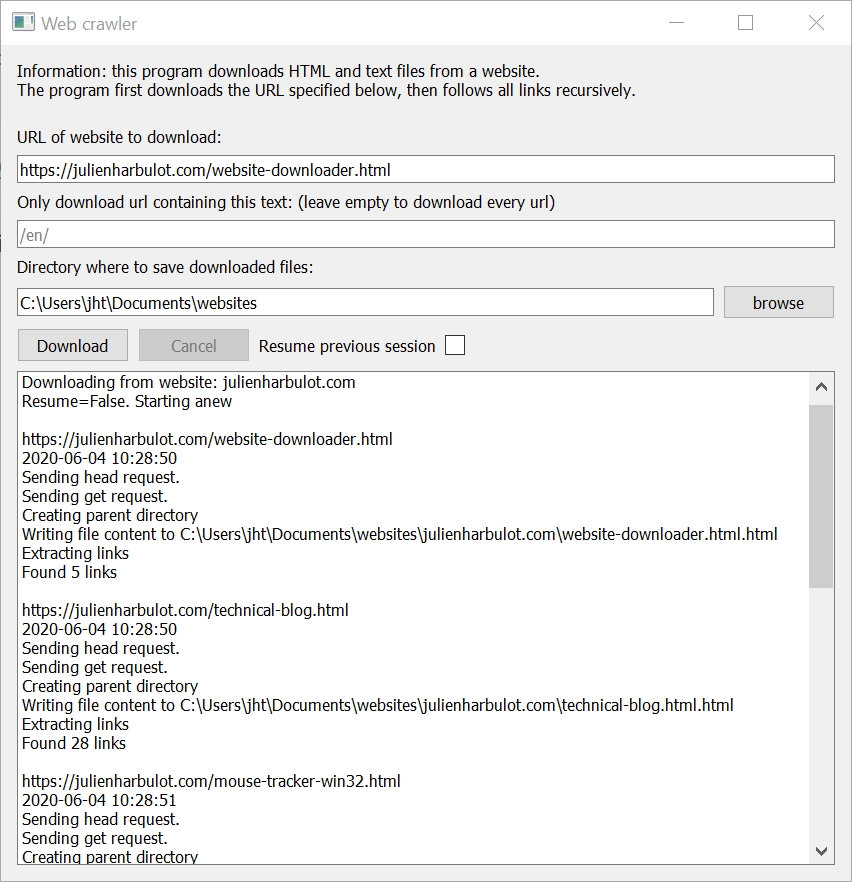 Web crawler
Information: this program downloads HTML and text files from a website.
The program first downloads the URL specified below, then follows all links recursively.
URL of website to download:
https://julienharbulot.com/website-downloader.html
Only download url containing this text: (leave empty to download every url)
/en/
Directory where to save downloaded files:
C:\Users\jht\Documents\websites browse
Download Cancel Resume previous session
Downloading from website: julienharbulot.com
Resume=False. Starting anew
https://julienharbulot.com/website-downloader.html
2020-06-04 10:28:50
Sending head request.
Sending get request.
Creating parent directory
Writing file content to C:\Users\jht\Documents\websites\julienharbulot.com\website-downloader.html.html
Extracting links
Found 5 links
https://julienharbulot.com/technical-blog.html
2020-06-04 10:28:50
Sending head request.
Sending get request.
Creating parent directory
Writing file content to C:\Users\jht\Documents\websites\julienharbulot.com\technical-blog.html.html
Extracting links
Found 28 links
https://julienharbulot.com/mouse-tracker-win32.html
2020-06-04 10:28:51
Sending head request.
Sending get request.
Creating parent directory